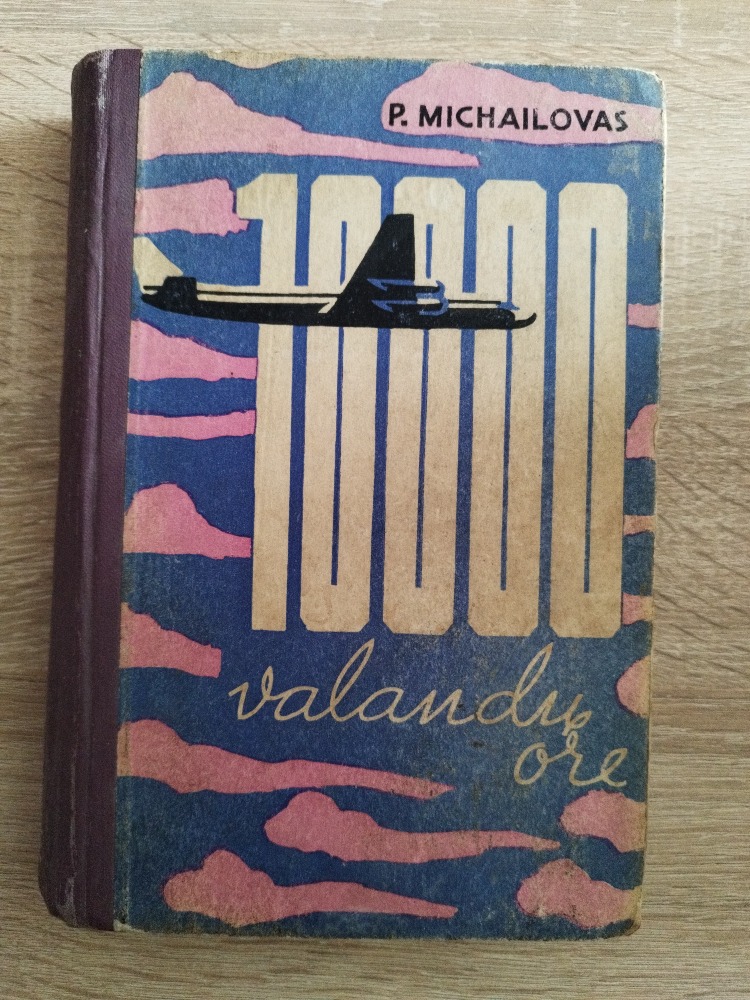 P. MICHAILOVAS
10000
valandų
ore